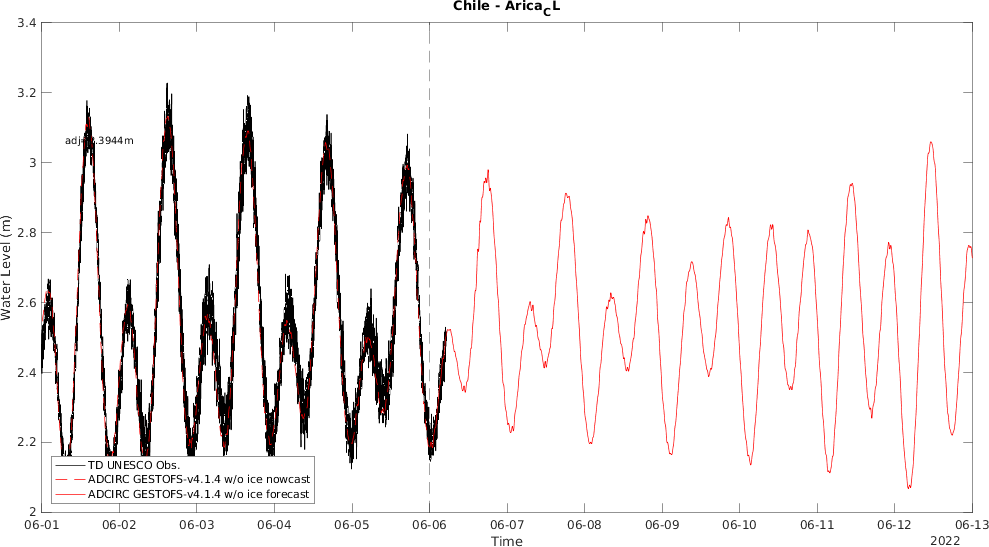 Chile - Arica_CL
3.4
3.2
3
2.8
2.6
2.4
2.2
2
Water Level (m)
.3944m
TD UNESCO Obs.
ADCIRC GESTOFS-v4.1.4 w/o ice nowcast
ADCIRC GESTOFS-v4.1.4 w/o ice forecast
06-01 06-02 06-03 06-04 06-05 06-06 06-07 06-08 06-09 06-10 06-11 06-12 06-13
Time
2022